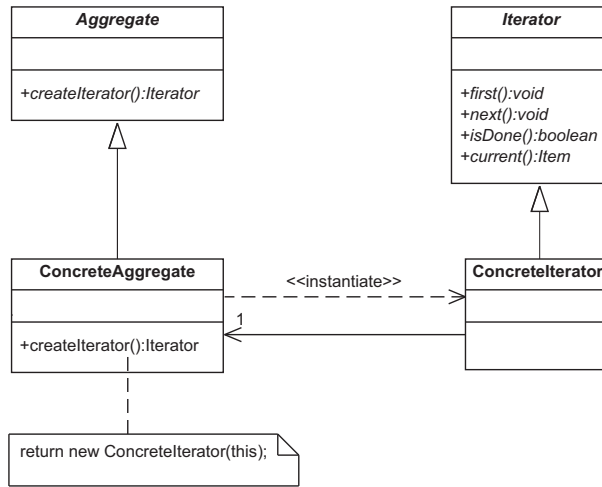 Aggregate
Iterator
+createIterator():Iterator
+first():void
+next():void
+isDone():boolean
+current():Item
ConcreteAggregate
<<instantiate>>
ConcreteIterator
1
+createIterator():Iterator
return new ConcreteIterator(this);